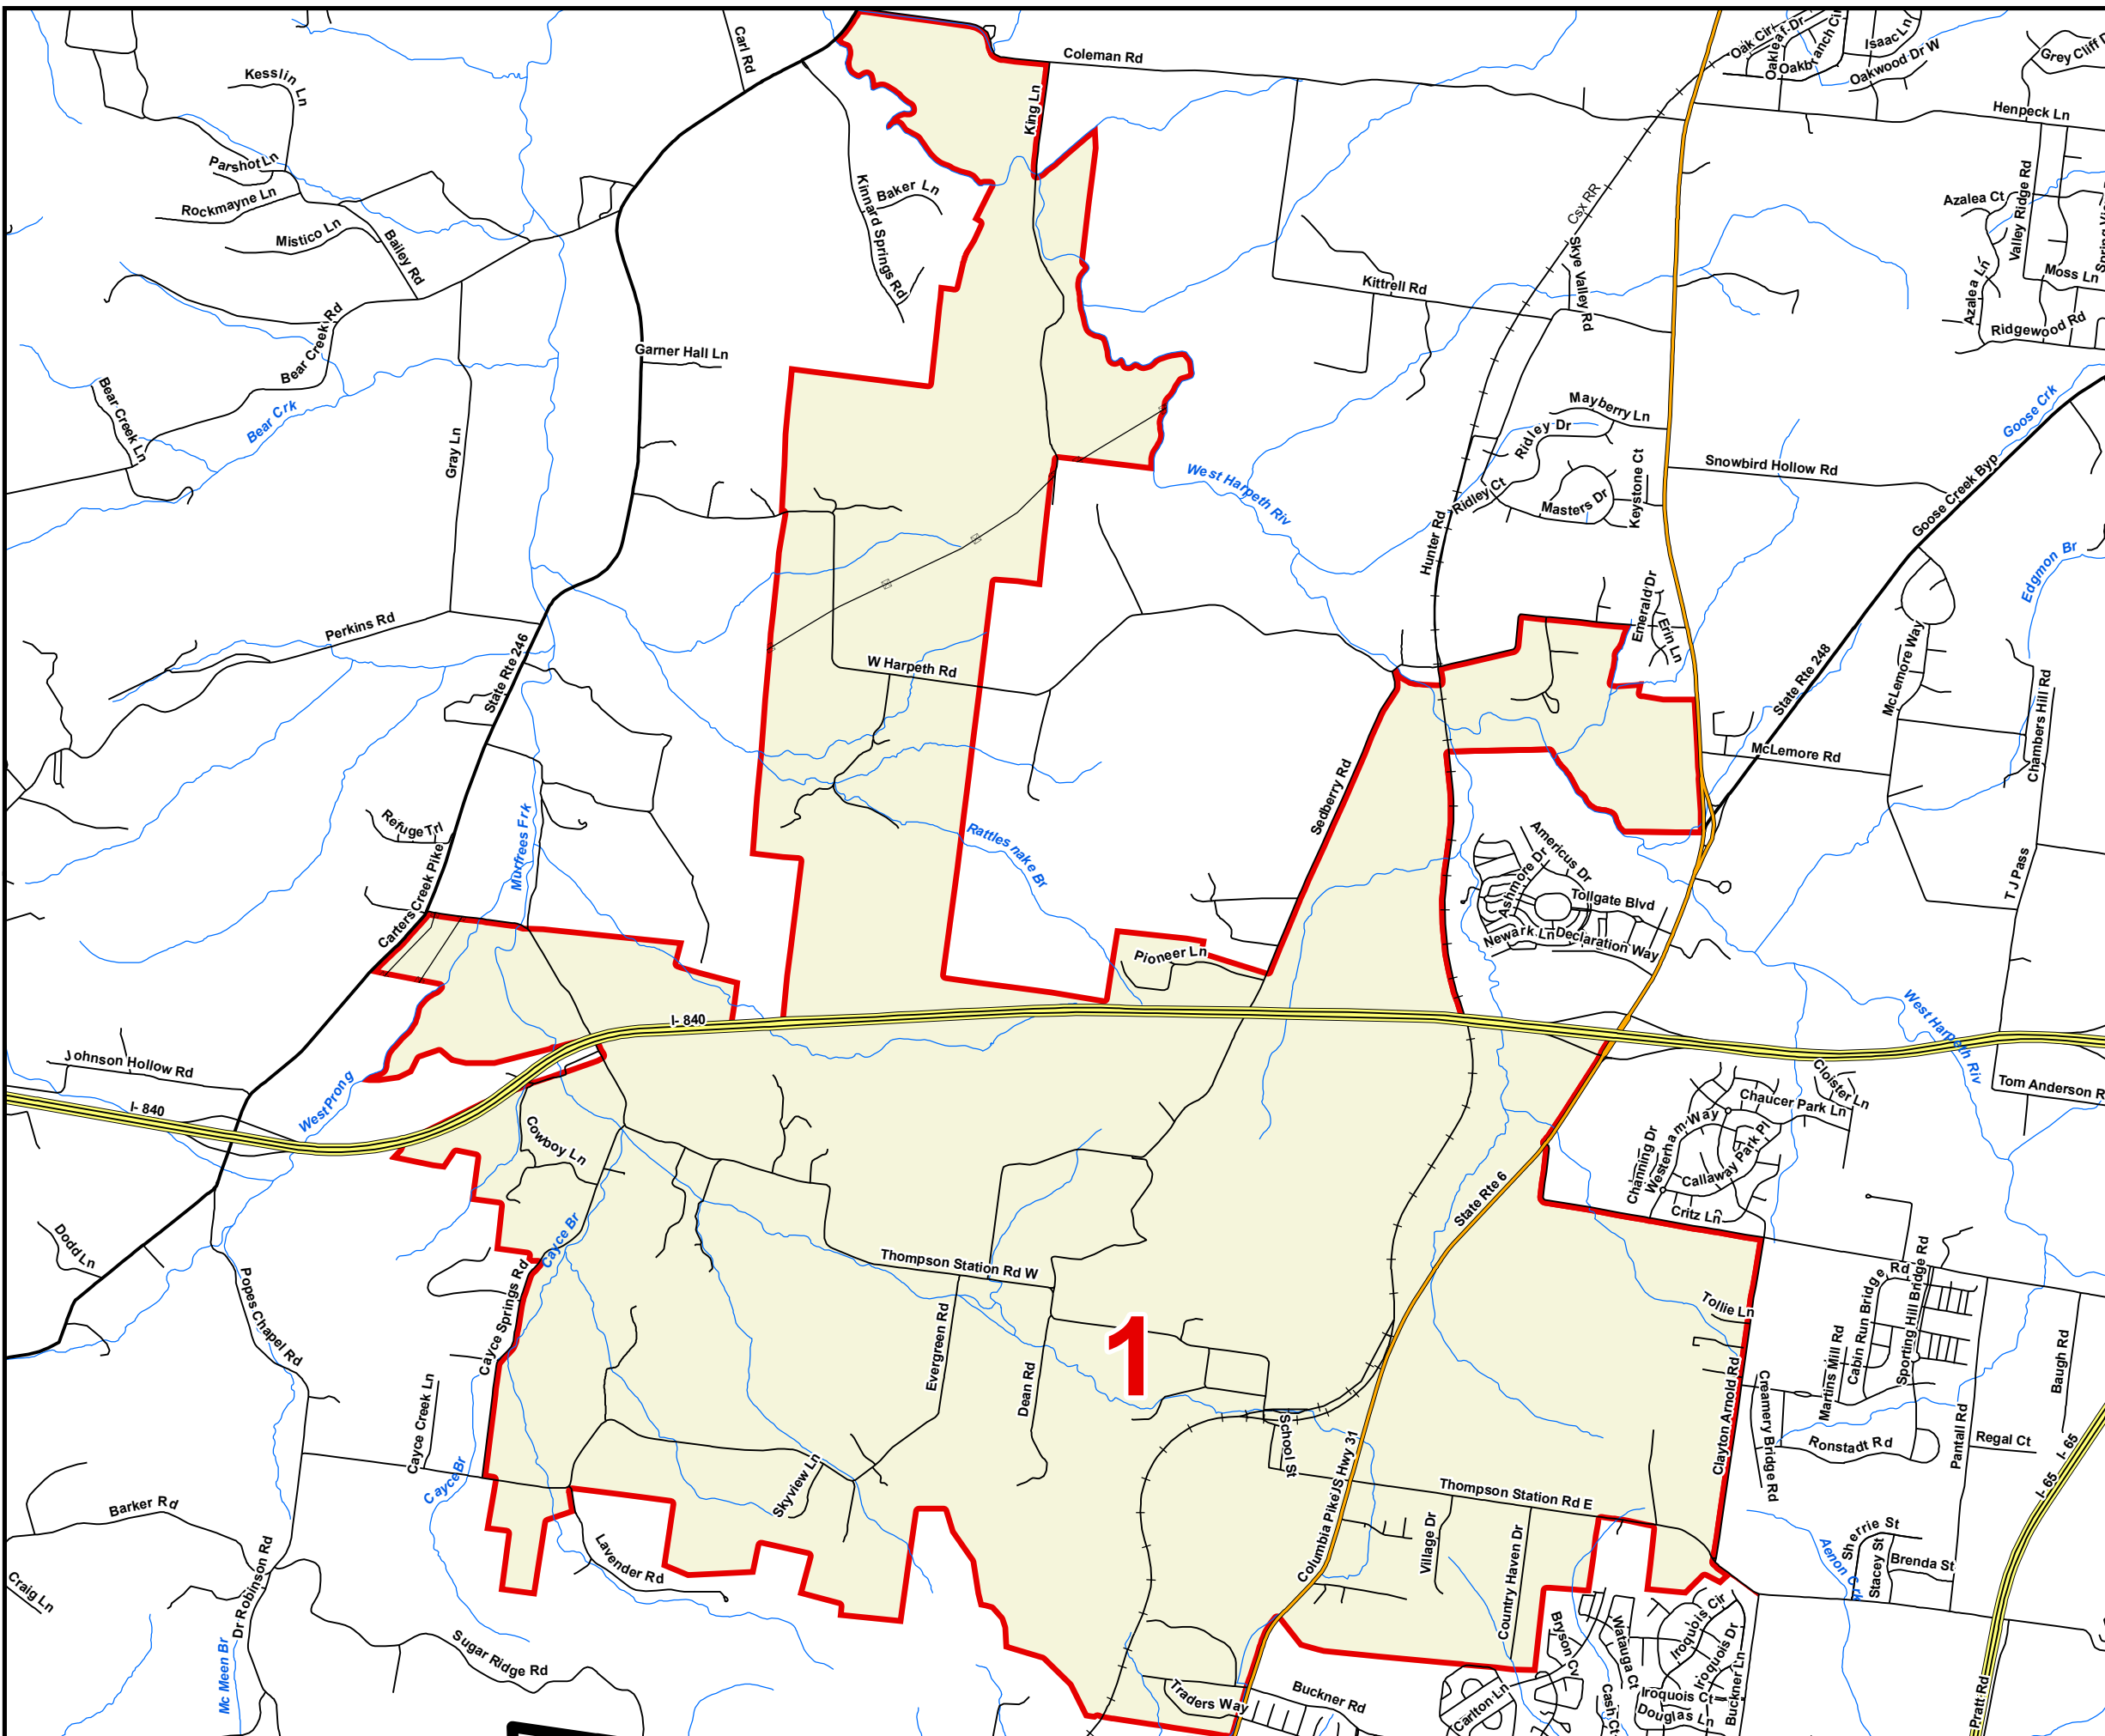 Carl Rd
Coleman Rd
Oak Cir
Oakleaf Dr
Oakbranch Cir
Isaac Ln
Oakwood Dr W
Grey Cliff
Kesslin Ln
King Ln
Henpeck Ln
Parshot Ln
Rockmayne Ln
Mistico Ln
Bailey Rd
Baker Ln
Kinnard Springs Rd
Csx RR
Skye Valley Rd
Azalea Ct
Valley Ridge Rd
Azalea Ln
Moss Ln
Ridgewood Rd
Kittrell Rd
Bear Creek Rd
Garner Hall Ln
Bear Creek Ln
Bear Crk
Gray Ln
Mayberry Ln
Ridley Dr
Ridley Ct
Masters Dr
Keystone Ct
Snowbird Hollow Rd
Goose Crk
Goose Creek Byp
West Harpeth Riv
Hunter Rd
Edgmon Br
Emerald Dr
Erin Ln
Perkins Rd
State Rte 246
W Harpeth Rd
McLemore Way
State Rte 248
Chambers Hill Rd
McLemore Rd
Sedberry Rd
Refuge Trl
Murfrees Frk
Rattles nake Br
Americus Dr
Ashmore Dr
Tollgate Blvd
Newark Ln
Declaration Way
T J Pass
Carters Creek Pike
Pioneer Ln
I- 840
West Harpeth Riv
Johnson Hollow Rd
West Prong
I- 840
Cloister Ln
Chaucer Park Ln
Tom Anderson R
Westerham Way
Channing Dr
Callaway Park Pl
Critz Ln
Cowboy Ln
State Rte 6
Dodd Ln
Cayce Br
Thompson Station Rd W
Popes Chapel Rd
Cayce Springs Rd
Evergreen Rd
Dean Rd
1
Tollie Ln
Cabin Run Bridge Rd
Sporting Hill Bridge Rd
Martins Mill Rd
Baugh Rd
Clayton Arnold Rd
Creamery Bridge Rd
Pantall Rd
Ronstadt Rd
Regal Ct
I- 65
I- 65
Cayce Creek Ln
Cayce Br
Skyview Ln
School St
Columbia Pike
US Hwy 31
Thompson Station Rd E
Barker Rd
Lavender Rd
Village Dr
Country Haven Dr
Aenon Crk
Sherrie St
Stacey St
Brenda St
Craig Ln
Dr Robinson Rd
Mc Meen Br
Sugar Ridge Rd
Bryson Cv
Watauga Ct
Iroquois Cir
Iroquois Dr
Buckner Ln
Iroquois Ct
Douglas Ln
Cash Ct
Carlton Ln
Traders Way
Buckner Rd
Pratt Rd